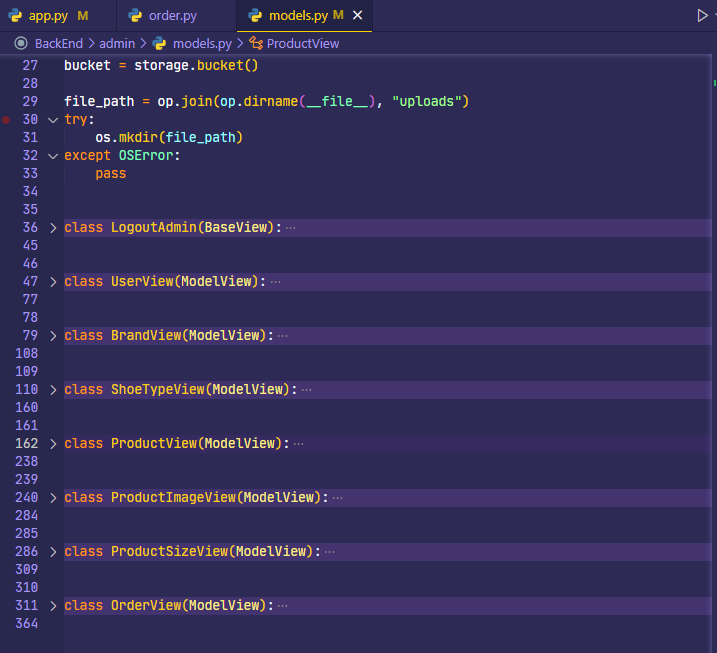 app.py M order.py models.py M
BackEnd > admin > models.py > ProductView
27 bucket = storage.bucket()
28
29 file_path = op.join(op.dirname(__file__), "uploads")
30 try:
31 os.mkdir(file_path)
32 except OSError:
33 pass
34
35
36 class LogoutAdmin(BaseView): ...
45
46
47 class UserView(ModelView): ...
77
78
79 class BrandView(ModelView): ...
108
109
110 class ShoeTypeView(ModelView): ...
160
161
162 class ProductView(ModelView): ...
238
239
240 class ProductImageView(ModelView): ...
284
285
286 class ProductSizeView(ModelView): ...
309
310
311 class OrderView(ModelView): ...
364